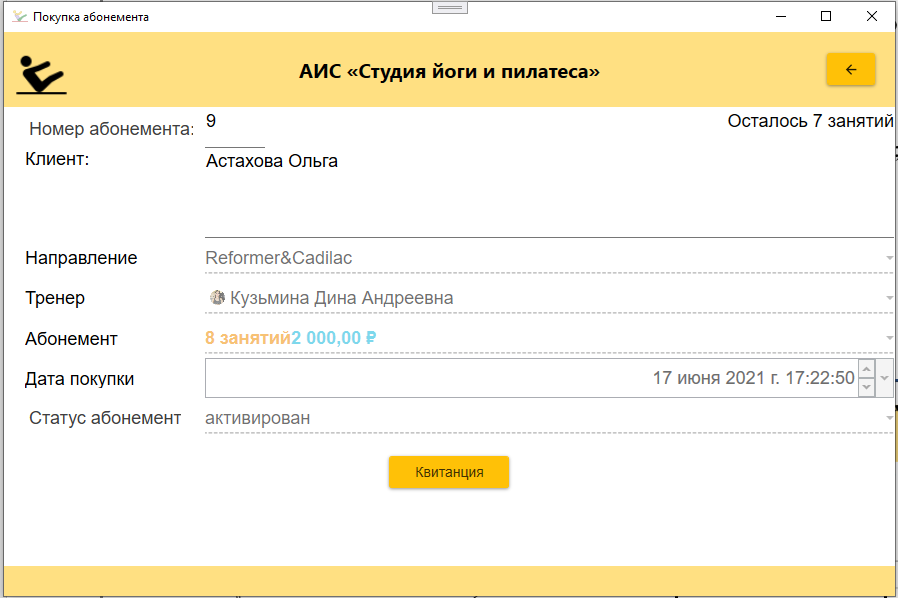 Покупка абонемента
АИС «Студия йоги и пилатеса»
Номер абонемента: 9 Осталось 7 занятий
Клиент: Астахова Ольга
Направление Reformer&Cadilac
Тренер Кузьмина Дина Андреевна
Абонемент 8 занятий2 000,00 ₽
Дата покупки 17 июня 2021 г. 17:22:50
Статус абонемент активирован
Квитанция